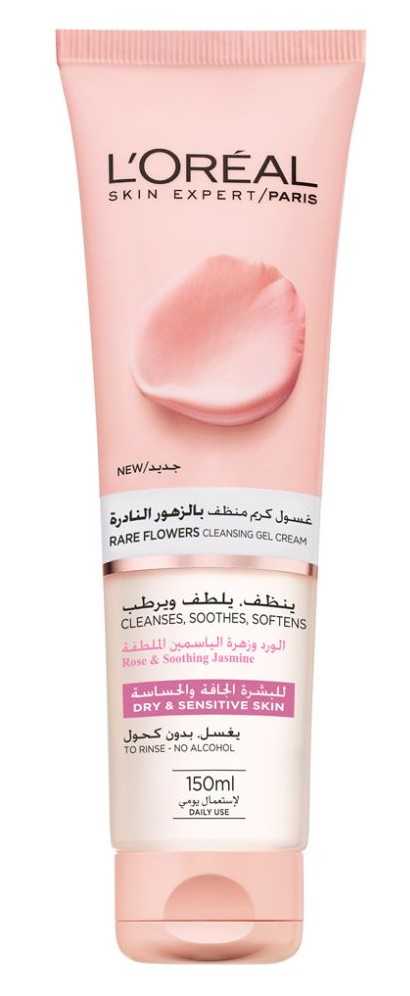 L'ORÉAL
SKIN EXPERT/PARIS
NEW/جديد
غسول كريم منظف بالزهور النادرة
RARE FLOWERS CLEANSING GEL CREAM
ينظف، يلطف ويرطب
CLEANSES, SOOTHES, SOFTENS
الورد وزهرة الياسمين الملطفة
Rose & Soothing Jasmine
للبشرة الجافة والحساسة
DRY & SENSITIVE SKIN
يغسل، بدون كحول
TO RINSE - NO ALCOHOL
150ml
لإستعمال يومي
DAILY USE